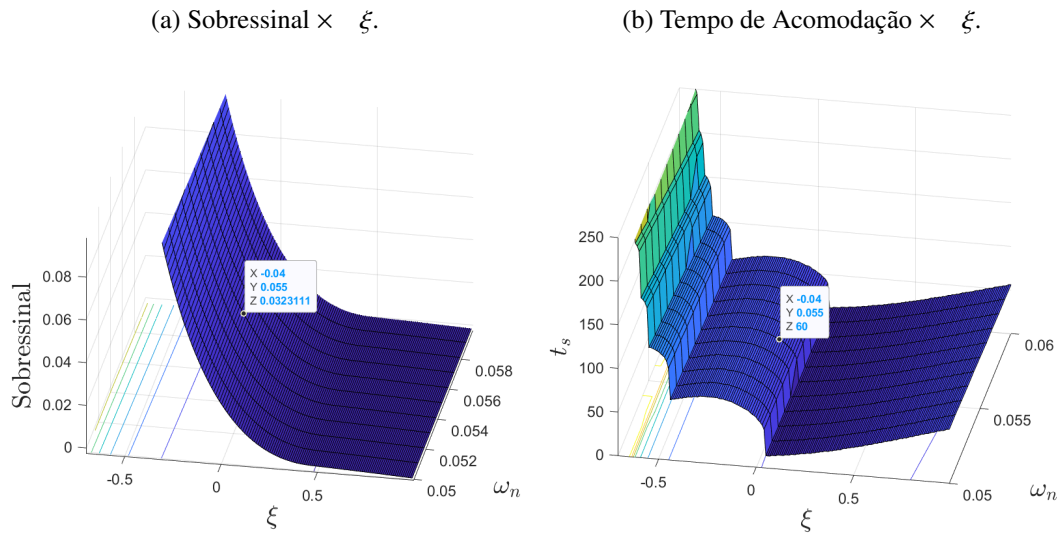 (a) Sobressinal × ξ.
(b) Tempo de Acomodação × ξ.
X -0.04
Y 0.055
Z 0.0323111
0.08
0.06
0.04
0.02
0
Sobressinal
-0.5
0
0.5
ξ
0.058
0.056
0.054
0.052
0.05
ω_n
X -0.04
Y 0.055
Z 60
250
200
150
100
50
0
t_s
-0.5
0
0.5
ξ
0.06
0.055
0.05
ω_n